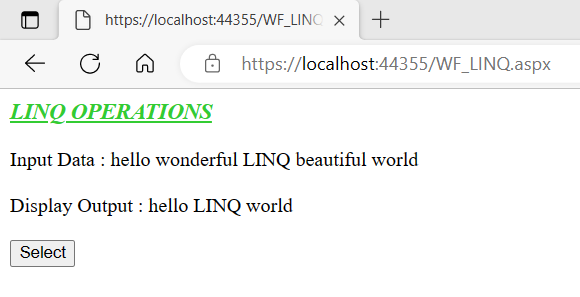 https://localhost:44355/WF_LINQ
https://localhost:44355/WF_LINQ.aspx
LINQ OPERATIONS
Input Data : hello wonderful LINQ beautiful world
Display Output : hello LINQ world
Select